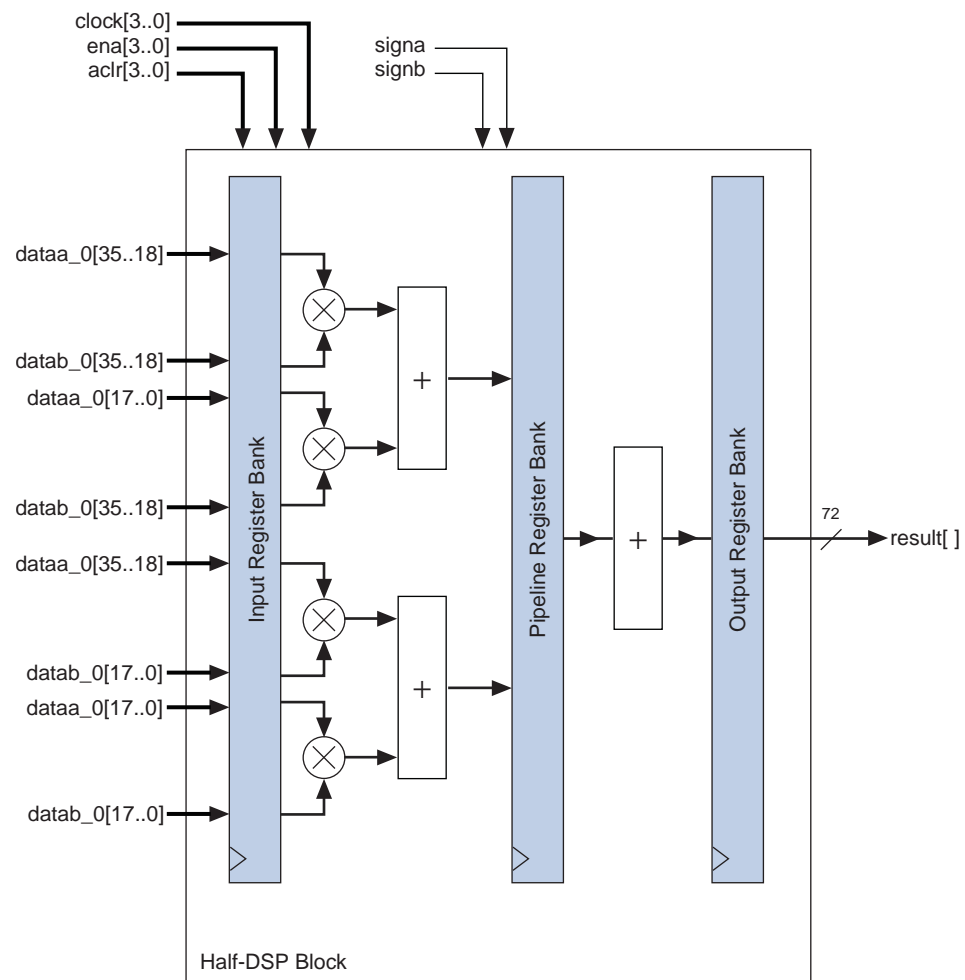 clock[3..0]
ena[3..0]
aclr[3..0]
signa
signb
dataa_0[35..18]
datab_0[35..18]
dataa_0[17..0]
datab_0[35..18]
dataa_0[35..18]
datab_0[17..0]
dataa_0[17..0]
datab_0[17..0]
Input Register Bank
+
+
Pipeline Register Bank
+
Output Register Bank
72
result[ ]
Half-DSP Block